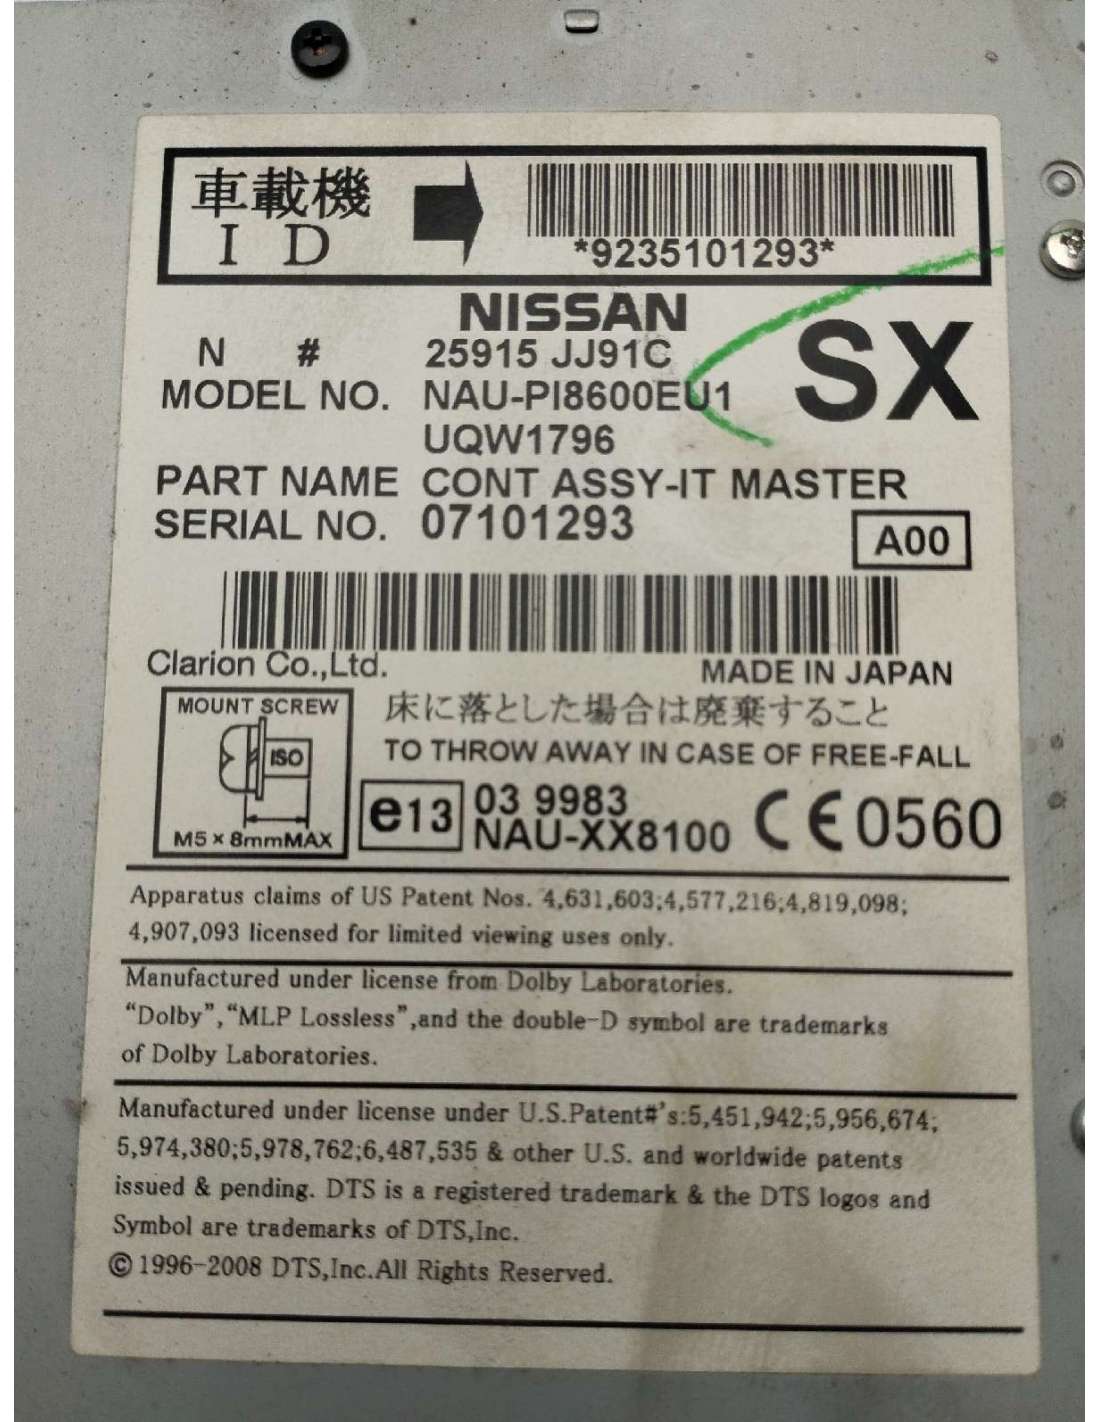 車載機
I D
*9235101293*
NISSAN
N # 25915 JJ91C
SX
MODEL NO. NAU-PI8600EU1
UQW1796
PART NAME CONT ASSY-IT MASTER
SERIAL NO. 07101293
A00
Clarion Co.,Ltd.
MADE IN JAPAN
MOUNT SCREW
ISO
M5×8mmMAX
床に落とした場合は廃棄すること
TO THROW AWAY IN CASE OF FREE-FALL
e13
03 9983
NAU-XX8100
CE0560
Apparatus claims of US Patent Nos. 4,631,603;4,577,216;4,819,098;
4,907,093 licensed for limited viewing uses only.
Manufactured under license from Dolby Laboratories.
“Dolby”,“MLP Lossless”,and the double-D symbol are trademarks
of Dolby Laboratories.
Manufactured under license under U.S.Patent#'s:5,451,942;5,956,674;
5,974,380;5,978,762;6,487,535 & other U.S. and worldwide patents
issued & pending. DTS is a registered trademark & the DTS logos and
Symbol are trademarks of DTS,Inc.
©1996-2008 DTS,Inc.All Rights Reserved.